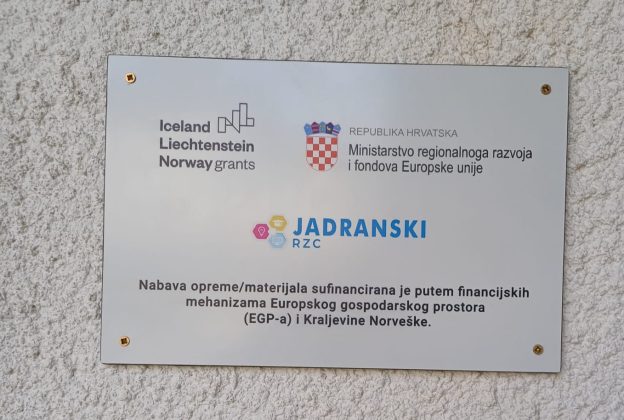 Iceland
Liechtenstein
Norway grants
REPUBLIKA HRVATSKA
Ministarstvo regionalnoga razvoja
i fondova Europske unije
JADRANSKI
RZC
Nabava opreme/materijala sufinancirana je putem financijskih
mehanizama Europskog gospodarskog prostora
(EGP-a) i Kraljevine Norveške.